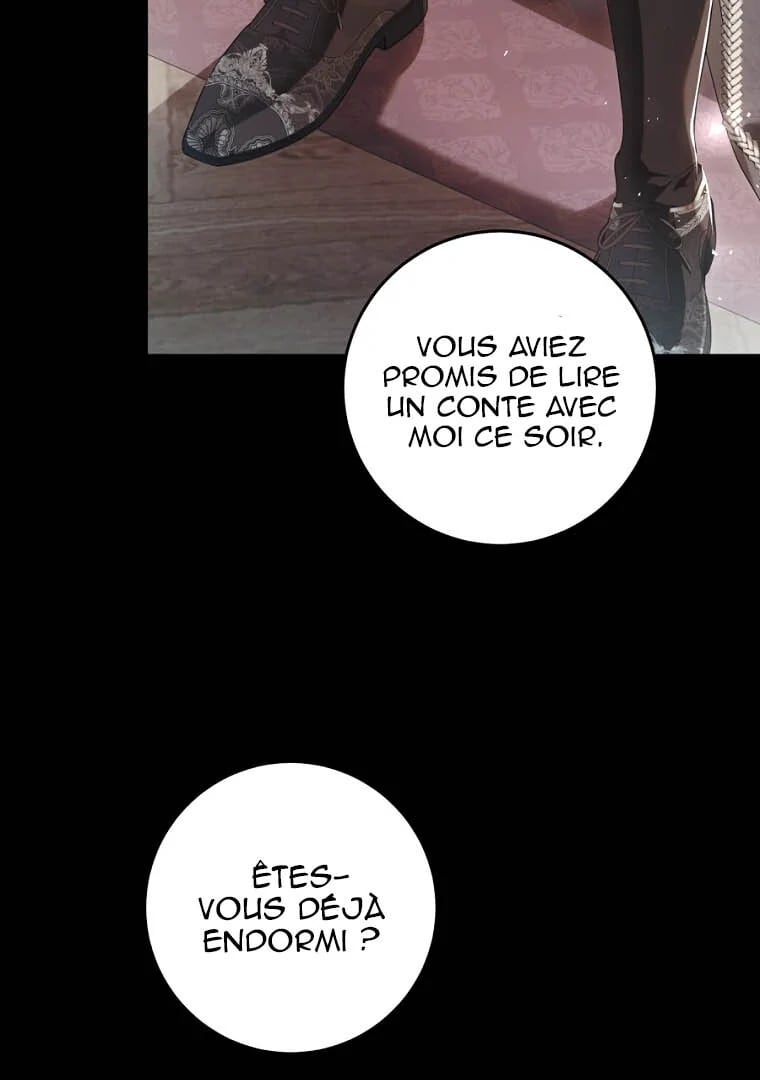 VOUS AVIEZ
PROMIS DE LIRE
UN CONTE AVEC
MOI CE SOIR.
ÊTES-
VOUS DÉJÀ
ENDORMI ?